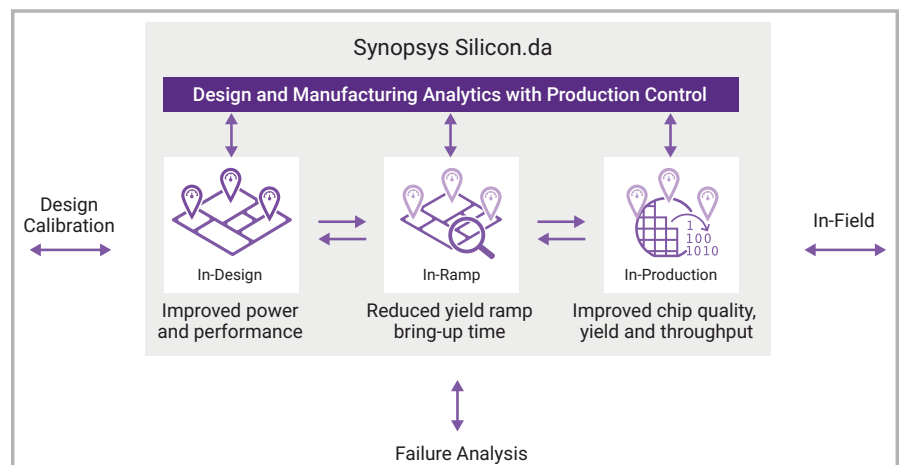 Synopsys Silicon.da
Design and Manufacturing Analytics with Production Control
Design
Calibration
In-Design
In-Ramp
1
100
1010
In-Production
In-Field
Improved power
and performance
Reduced yield ramp
bring-up time
Improved chip quality,
yield and throughput
Failure Analysis